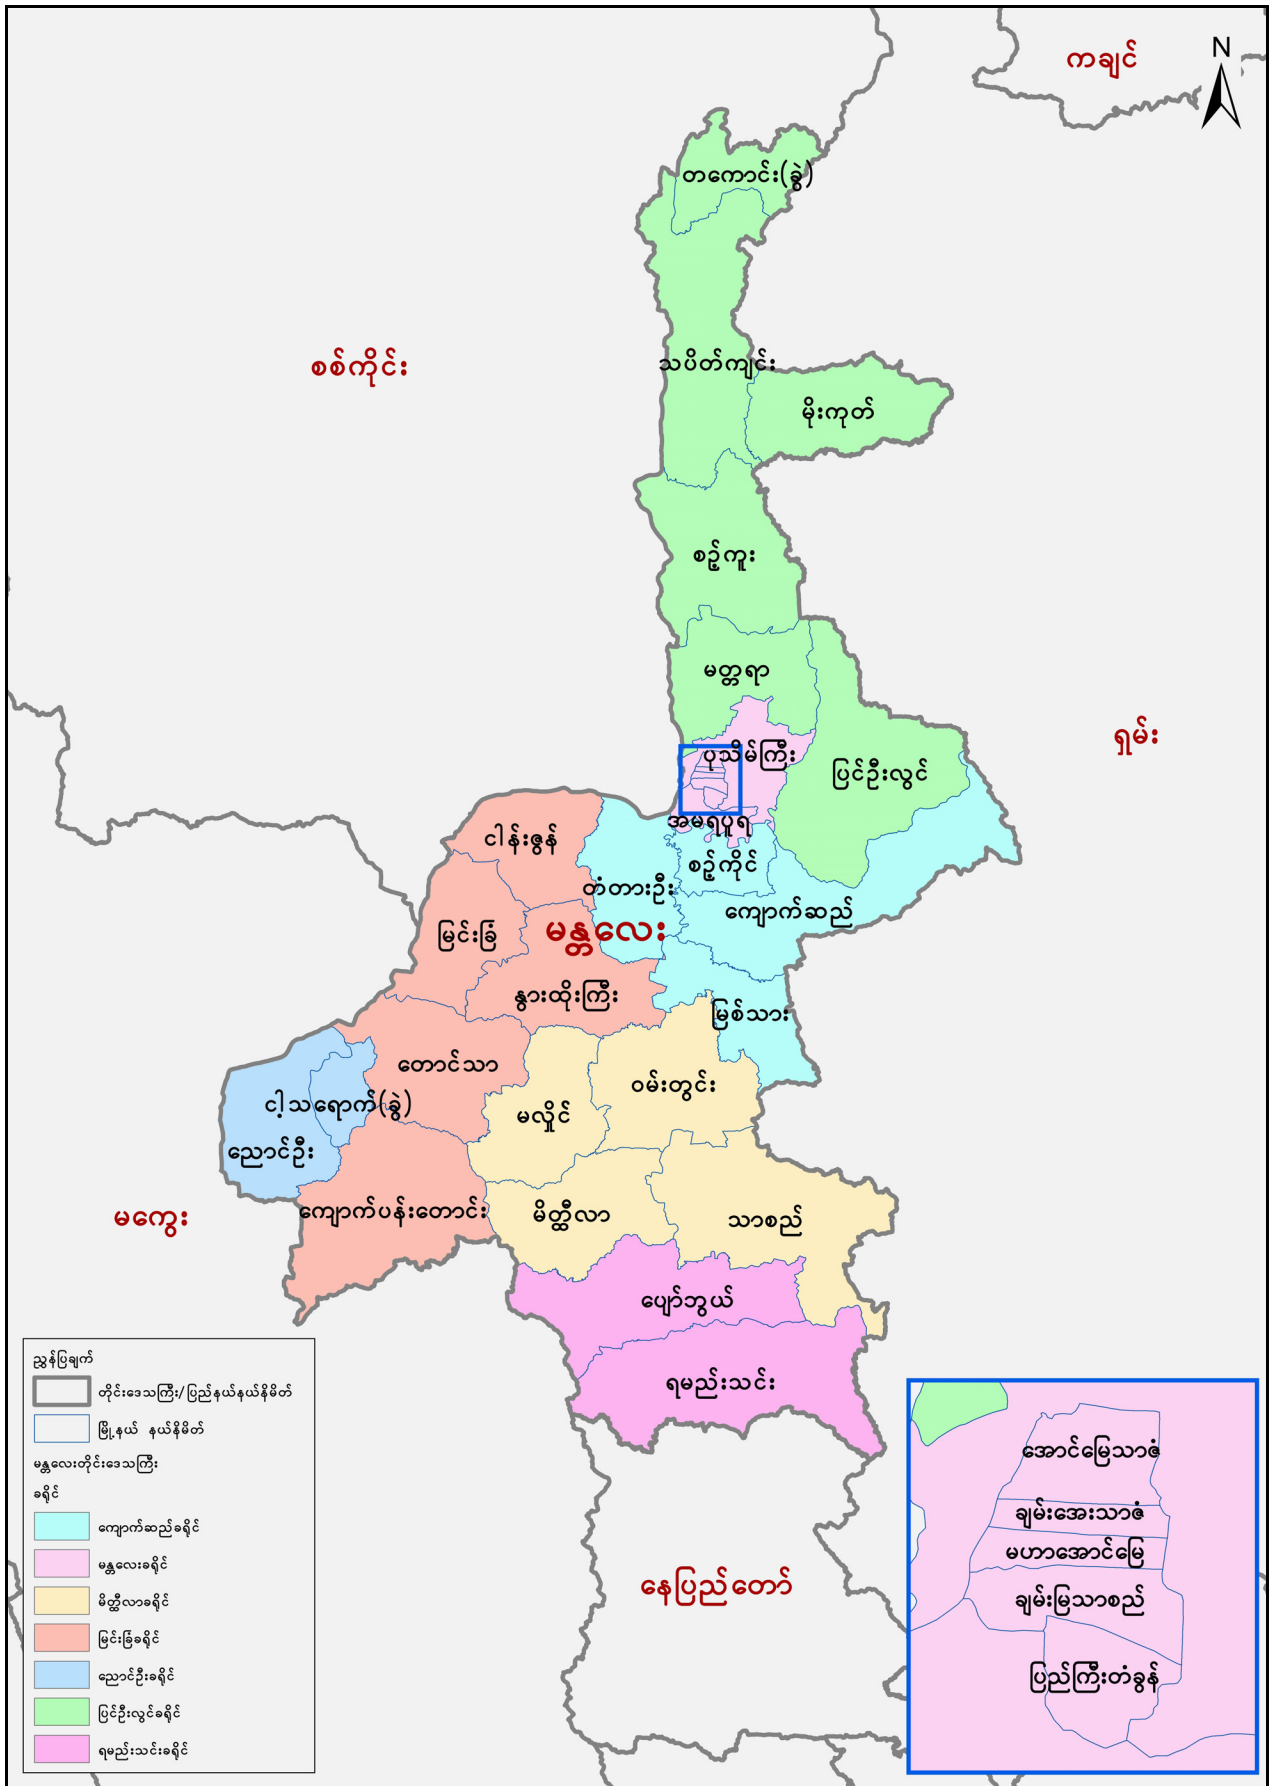 ကချင်
N
တကောင်း(ခွဲ)
စစ်ကိုင်း
သပိတ်ကျင်း
မိုးကုတ်
စဉ့်ကူး
မတ္တရာ
ရှမ်း
ပုသိမ်ကြီး
ပြင်ဦးလွင်
အမရပူရ
ငါန်းဇွန်
စဉ့်ကိုင်
တံတားဦး
ကျောက်ဆည်
မြင်းခြံ
မန္တလေး
နွားထိုးကြီး
မြစ်သား
တောင်သာ
ဝမ်းတွင်း
ငါ့သရောက်(ခွဲ)
မလှိုင်
ညောင်ဦး
မကွေး
ကျောက်ပန်းတောင်း
မိတ္ထီလာ
သာစည်
ပျော်ဘွယ်
ရမည်းသင်း
နေပြည်တော်
ညွှန်ပြချက်
တိုင်းဒေသကြီး/ပြည်နယ်နယ်နိမိတ်
မြို့နယ် နယ်နိမိတ်
မန္တလေးတိုင်းဒေသကြီး
ခရိုင်
ကျောက်ဆည်ခရိုင်
မန္တလေးခရိုင်
မိတ္ထီလာခရိုင်
မြင်းခြံခရိုင်
ညောင်ဦးခရိုင်
ပြင်ဦးလွင်ခရိုင်
ရမည်းသင်းခရိုင်
အောင်မြေသာဇံ
ချမ်းအေးသာဇံ
မဟာအောင်မြေ
ချမ်းမြသာစည်
ပြည်ကြီးတံခွန်